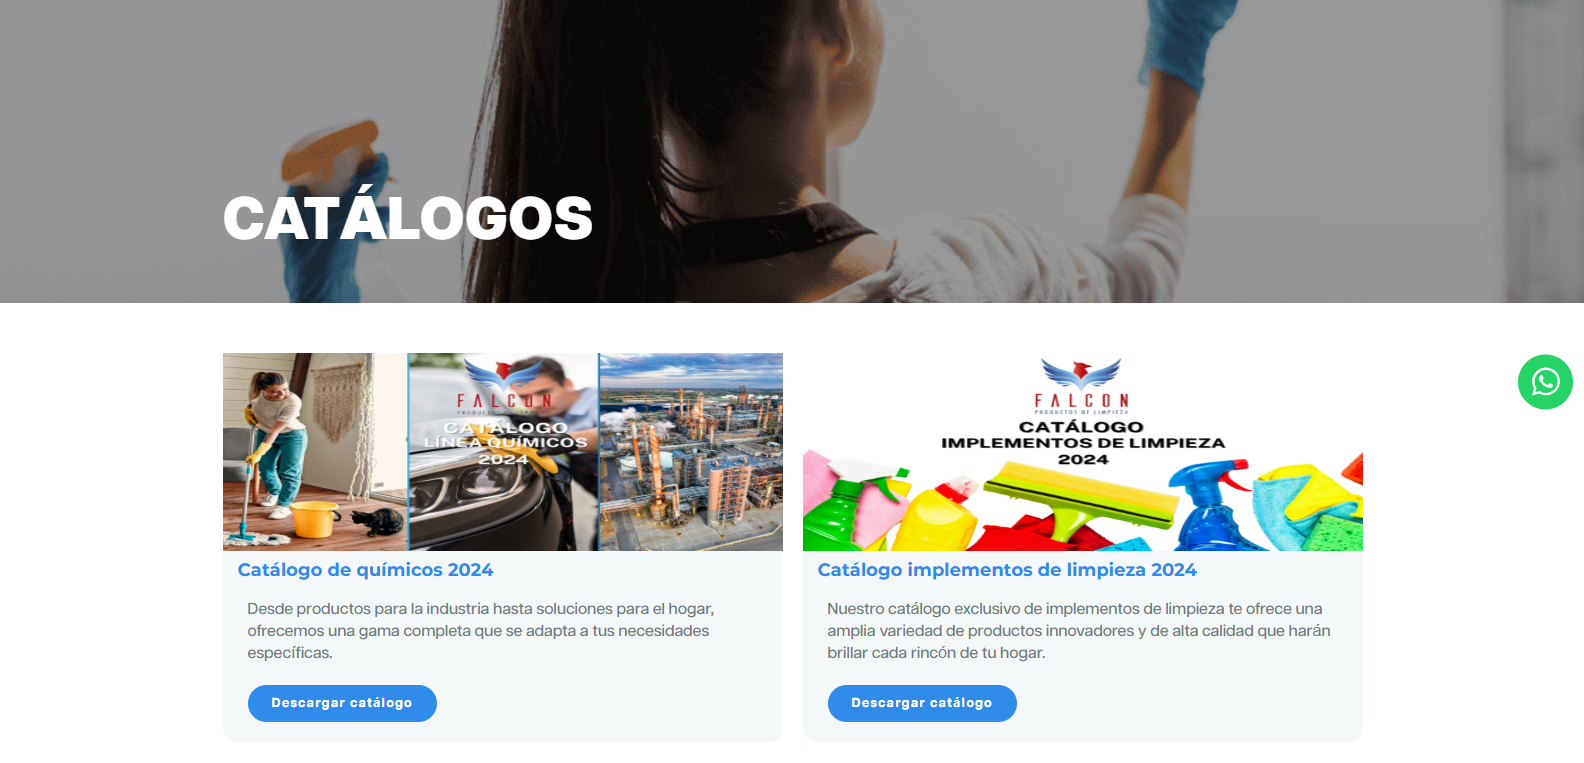 CATÁLOGOS
FALCON
PRODUCTOS DE LIMPIEZA
CATÁLOGO
LÍNEA QUÍMICOS
2024
Catálogo de químicos 2024
Desde productos para la industria hasta soluciones para el hogar,
ofrecemos una gama completa que se adapta a tus necesidades
específicas.
Descargar catálogo
FALCON
PRODUCTOS DE LIMPIEZA
CATÁLOGO
IMPLEMENTOS DE LIMPIEZA
2024
Catálogo implementos de limpieza 2024
Nuestro catálogo exclusivo de implementos de limpieza te ofrece una
amplia variedad de productos innovadores y de alta calidad que harán
brillar cada rincón de tu hogar.
Descargar catálogo